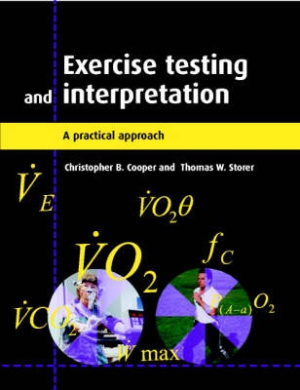 Exercise testing
and interpretation
A practical approach
Christopher B. Cooper and Thomas W. Storer
V̇E
V̇O2θ
V̇O2
fC
V̇CO2
(A–a)O2
Ẇ max